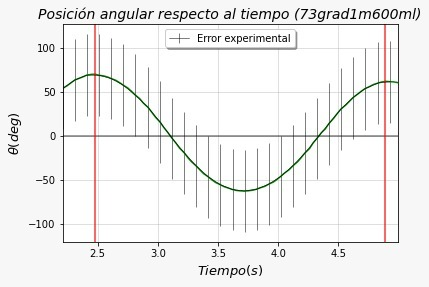 Posición angular respecto al tiempo (73grad1m600ml)
Error experimental
θ(deg)
100
50
0
−50
−100
2.5 3.0 3.5 4.0 4.5
Tiempo(s)